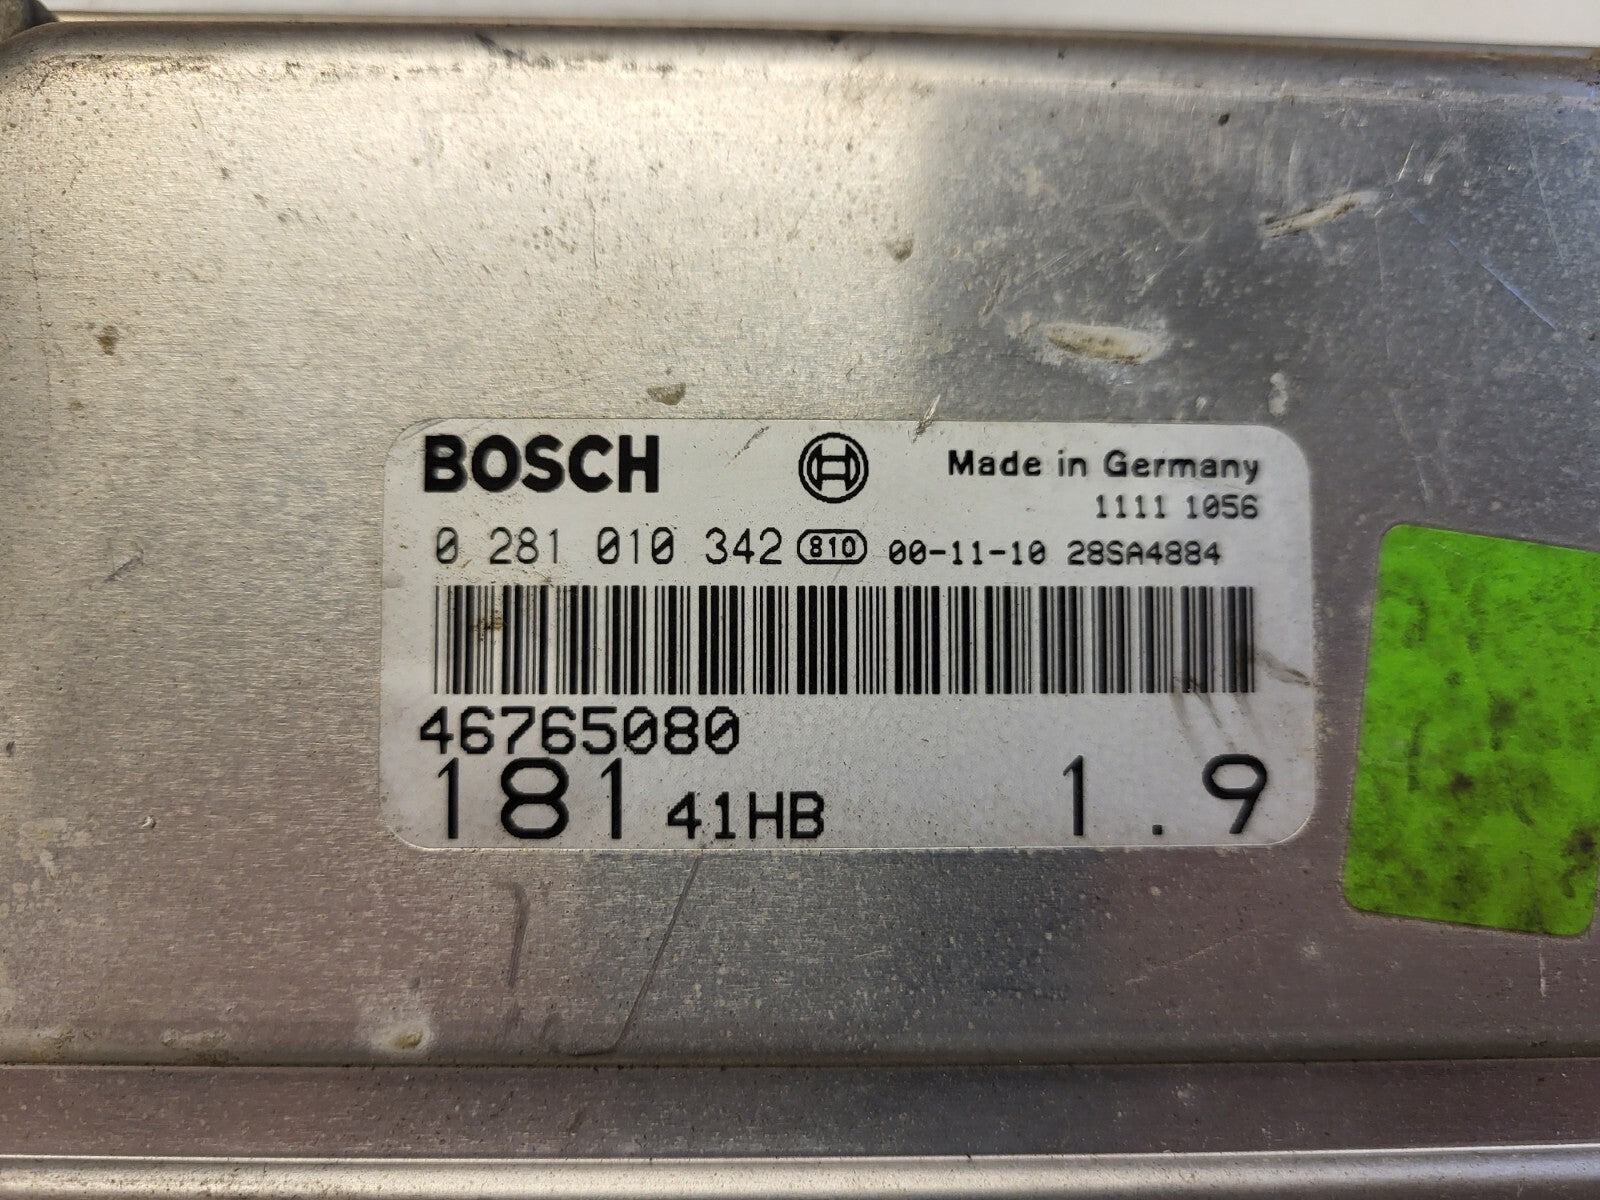 BOSCH Made in Germany
1111 1056
0 281 010 342 810 00-11-10 28SA4884
46765080
181 41HB 1.9